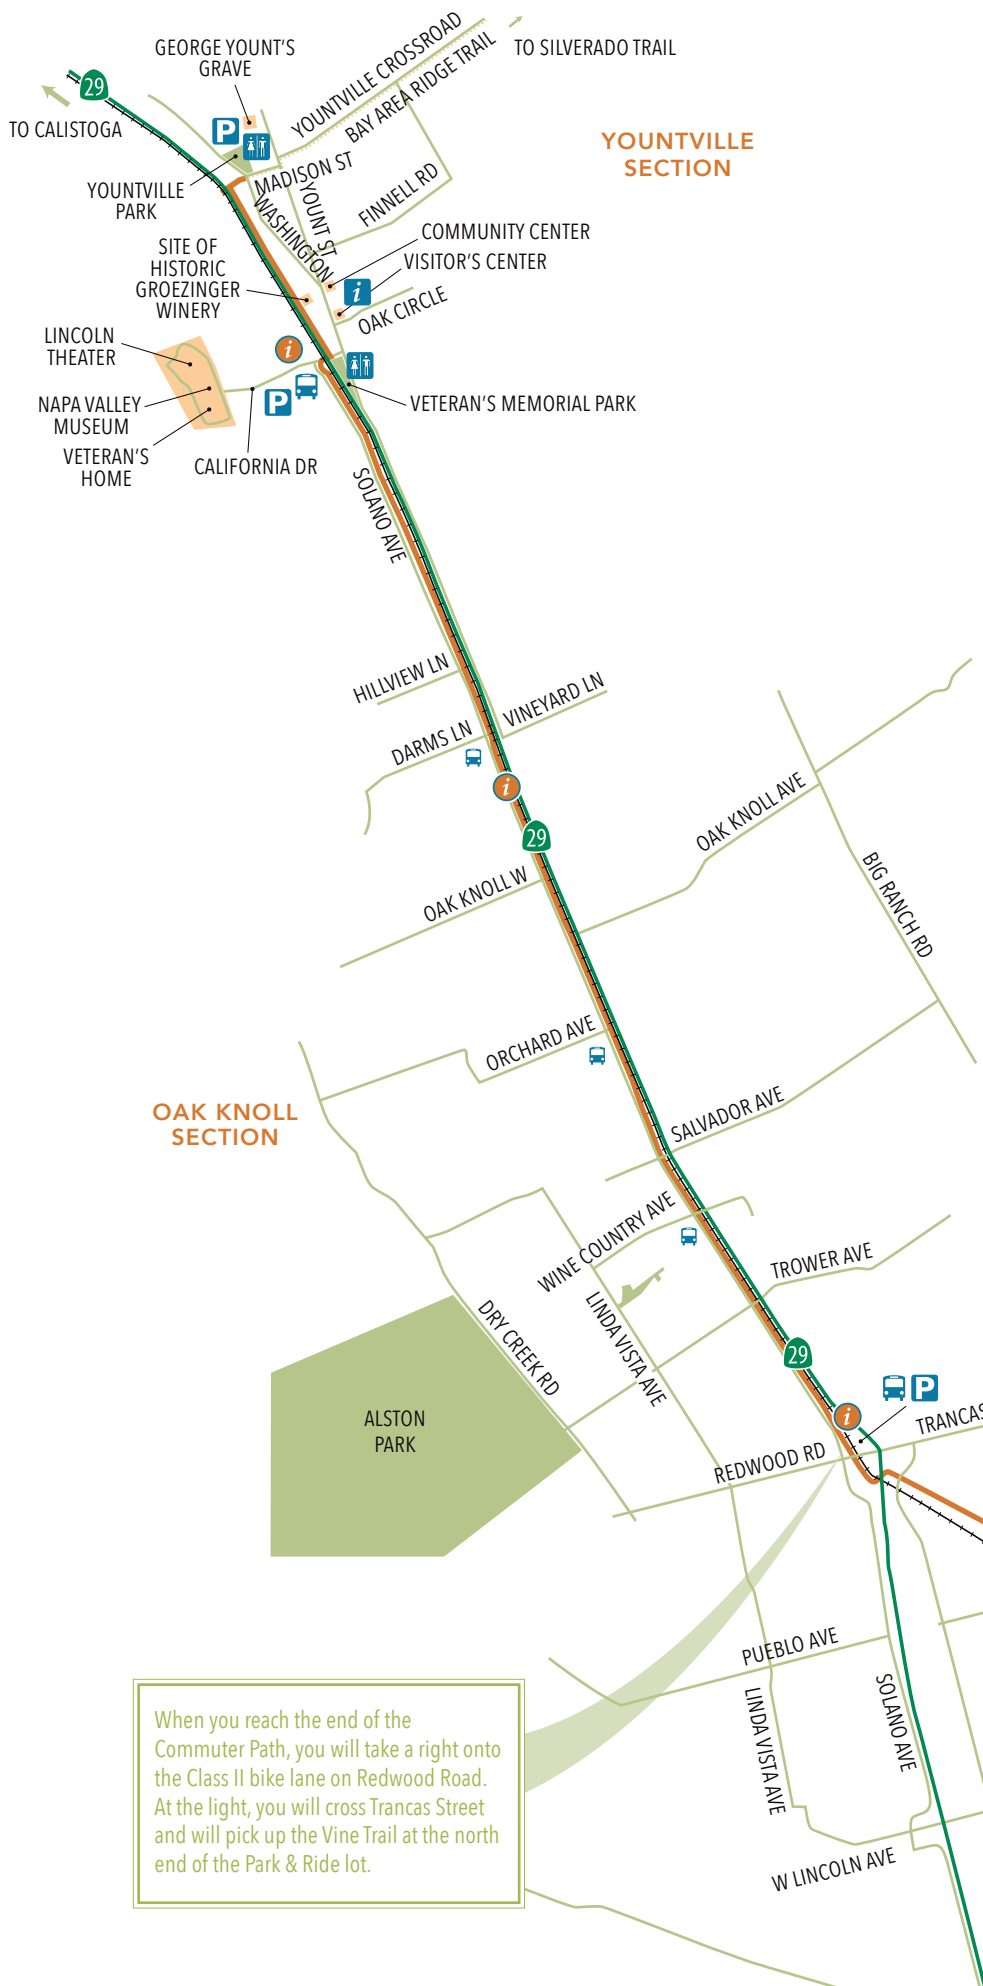 GEORGE YOUNT'S
GRAVE
YOUNTVILLE CROSSROAD
BAY AREA RIDGE TRAIL
TO SILVERADO TRAIL
29
TO CALISTOGA
P
YOUNTVILLE
SECTION
YOUNTVILLE
PARK
MADISON ST
YOUNT ST
WASHINGTON
FINNELL RD
SITE OF
HISTORIC
GROEZINGER
WINERY
COMMUNITY CENTER
VISITOR'S CENTER
i
OAK CIRCLE
LINCOLN
THEATER
i
NAPA VALLEY
MUSEUM
P
VETERAN'S MEMORIAL PARK
VETERAN'S
HOME
CALIFORNIA DR
SOLANO AVE
HILLVIEW LN
VINEYARD LN
DARMS LN
i
29
OAK KNOLL AVE
OAK KNOLL W
BIG RANCH RD
ORCHARD AVE
OAK KNOLL
SECTION
SALVADOR AVE
WINE COUNTRY AVE
TROWER AVE
LINDA VISTA AVE
DRY CREEK RD
29
P
i
ALSTON
PARK
TRANCAS
REDWOOD RD
PUEBLO AVE
LINDA VISTA AVE
SOLANO AVE
W LINCOLN AVE
When you reach the end of the
Commuter Path, you will take a right onto
the Class II bike lane on Redwood Road.
At the light, you will cross Trancas Street
and will pick up the Vine Trail at the north
end of the Park & Ride lot.